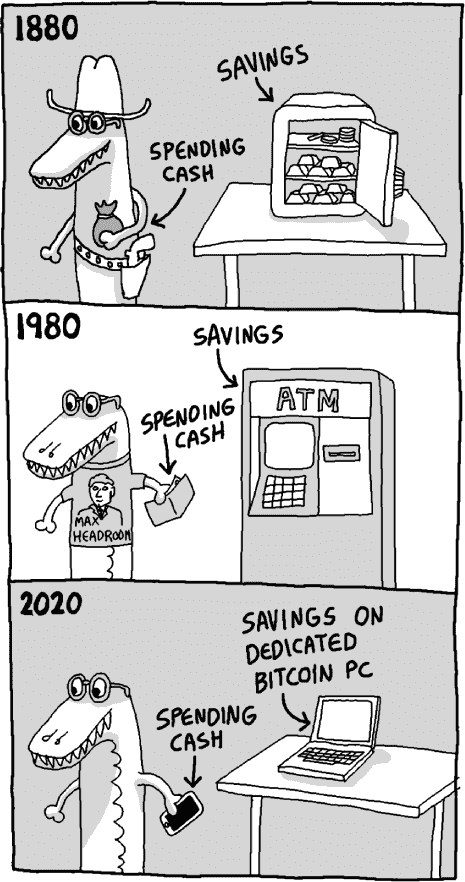 1880
SAVINGS
SPENDING
CASH
1980
SAVINGS
SPENDING
CASH
ATM
MAX
HEADROOM
2020
SAVINGS ON
DEDICATED
BITCOIN PC
SPENDING
CASH